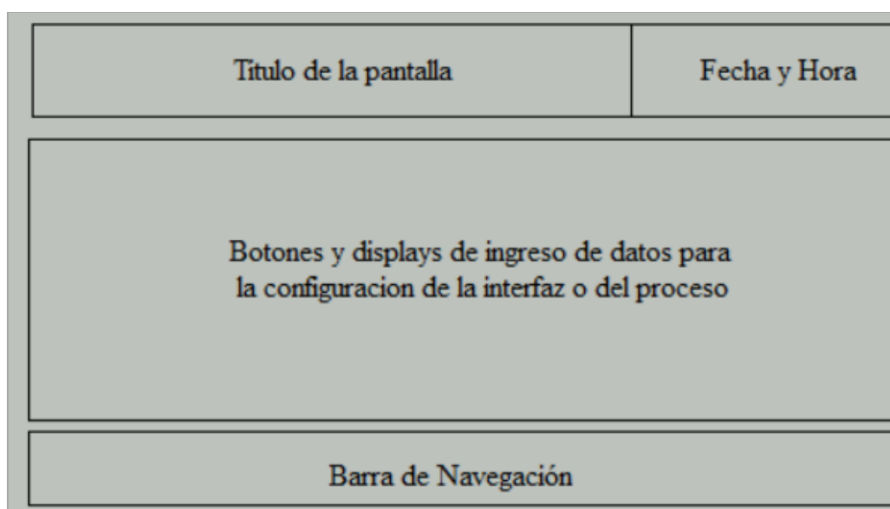 Titulo de la pantalla
Fecha y Hora
Botones y displays de ingreso de datos para
la configuracion de la interfaz o del proceso
Barra de Navegación